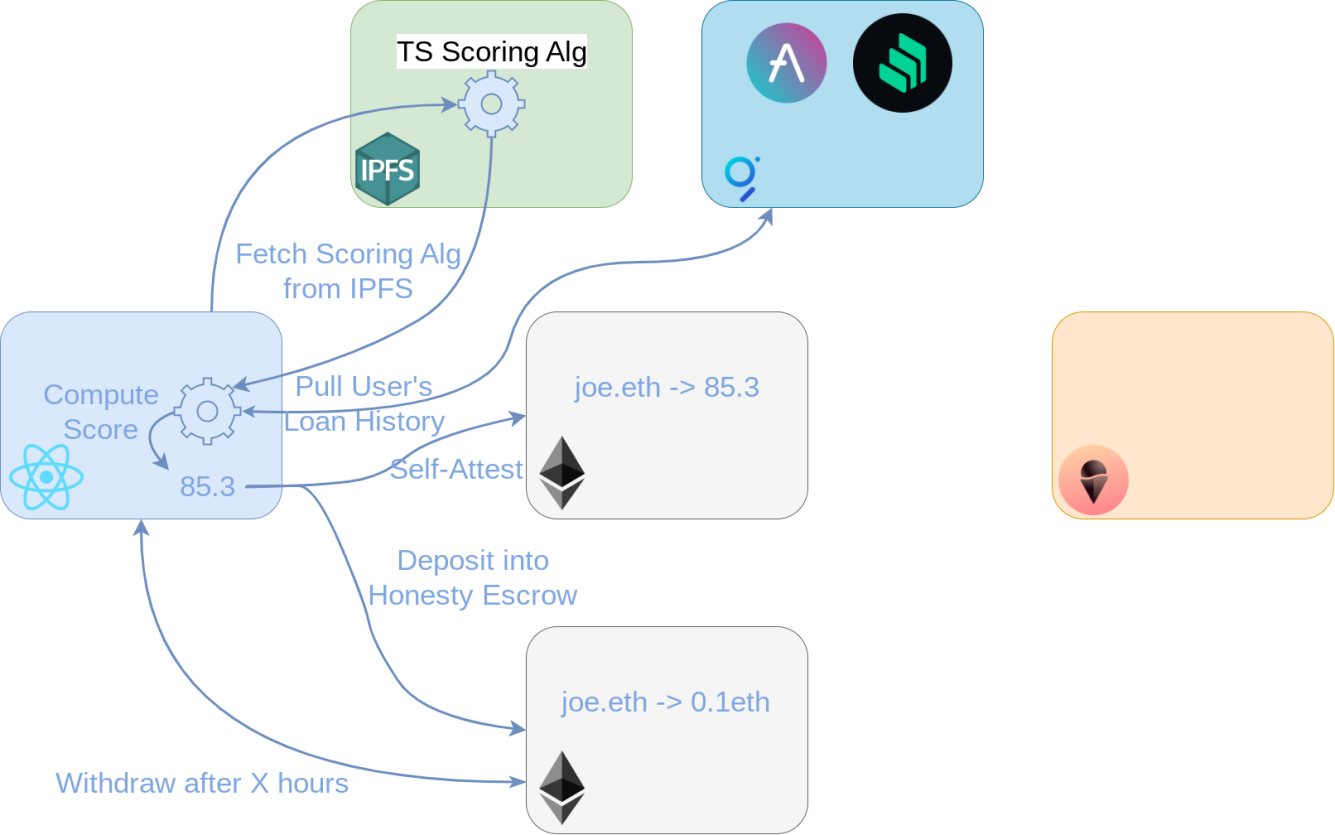 TS Scoring Alg
IPFS
Fetch Scoring Alg
from IPFS
Compute
Score
85.3
Pull User's
Loan History
Self-Attest
joe.eth -> 85.3
Deposit into
Honesty Escrow
joe.eth -> 0.1eth
Withdraw after X hours